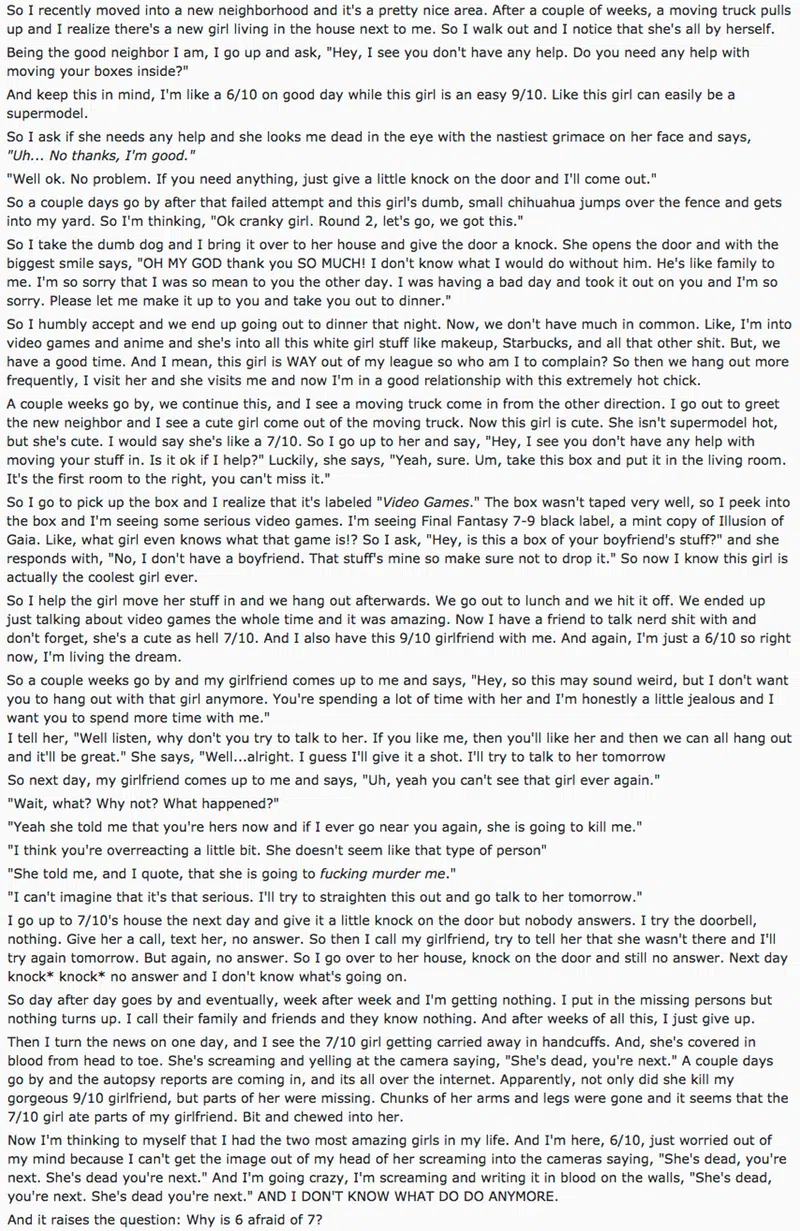 So I recently moved into a new neighborhood and it's a pretty nice area. After a couple of weeks, a moving truck pulls
up and I realize there's a new girl living in the house next to me. So I walk out and I notice that she's all by herself.
Being the good neighbor I am, I go up and ask, "Hey, I see you don't have any help. Do you need any help with
moving your boxes inside?"
And keep this in mind, I'm like a 6/10 on good day while this girl is an easy 9/10. Like this girl can easily be a
supermodel.
So I ask if she needs any help and she looks me dead in the eye with the nastiest grimace on her face and says,
"Uh... No thanks, I'm good."
"Well ok. No problem. If you need anything, just give a little knock on the door and I'll come out."
So a couple days go by after that failed attempt and this girl's dumb, small chihuahua jumps over the fence and gets
into my yard. So I'm thinking, "Ok cranky girl. Round 2, let's go, we got this."
So I take the dumb dog and I bring it over to her house and give the door a knock. She opens the door and with the
biggest smile says, "OH MY GOD thank you SO MUCH! I don't know what I would do without him. He's like family to
me. I'm so sorry that I was so mean to you the other day. I was having a bad day and took it out on you and I'm so
sorry. Please let me make it up to you and take you out to dinner."
So I humbly accept and we end up going out to dinner that night. Now, we don't have much in common. Like, I'm into
video games and anime and she's into all this white girl stuff like makeup, Starbucks, and all that other shit. But, we
have a good time. And I mean, this girl is WAY out of my league so who am I to complain? So then we hang out more
frequently, I visit her and she visits me and now I'm in a good relationship with this extremely hot chick.
A couple weeks go by, we continue this, and I see a moving truck come in from the other direction. I go out to greet
the new neighbor and I see a cute girl come out of the moving truck. Now this girl is cute. She isn't supermodel hot,
but she's cute. I would say she's like a 7/10. So I go up to her and say, "Hey, I see you don't have any help with
moving your stuff in. Is it ok if I help?" Luckily, she says, "Yeah, sure. Um, take this box and put it in the living room.
It's the first room to the right, you can't miss it."
So I go to pick up the box and I realize that it's labeled "Video Games." The box wasn't taped very well, so I peek into
the box and I'm seeing some serious video games. I'm seeing Final Fantasy 7-9 black label, a mint copy of Illusion of
Gaia. Like, what girl even knows what that game is!? So I ask, "Hey, is this a box of your boyfriend's stuff?" and she
responds with, "No, I don't have a boyfriend. That stuff's mine so make sure not to drop it." So now I know this girl is
actually the coolest girl ever.
So I help the girl move her stuff in and we hang out afterwards. We go out to lunch and we hit it off. We ended up
just talking about video games the whole time and it was amazing. Now I have a friend to talk nerd shit with and
don't forget, she's a cute as hell 7/10. And I also have this 9/10 girlfriend with me. And again, I'm just a 6/10 so right
now, I'm living the dream.
So a couple weeks go by and my girlfriend comes up to me and says, "Hey, so this may sound weird, but I don't want
you to hang out with that girl anymore. You're spending a lot of time with her and I'm honestly a little jealous and I
want you to spend more time with me."
I tell her, "Well listen, why don't you try to talk to her. If you like me, then you'll like her and then we can all hang out
and it'll be great." She says, "Well...alright. I guess I'll give it a shot. I'll try to talk to her tomorrow
So next day, my girlfriend comes up to me and says, "Uh, yeah you can't see that girl ever again."
"Wait, what? Why not? What happened?"
"Yeah she told me that you're hers now and if I ever go near you again, she is going to kill me."
"I think you're overreacting a little bit. She doesn't seem like that type of person"
"She told me, and I quote, that she is going to fucking murder me."
"I can't imagine that it's that serious. I'll try to straighten this out and go talk to her tomorrow."
I go up to 7/10's house the next day and give it a little knock on the door but nobody answers. I try the doorbell,
nothing. Give her a call, text her, no answer. So then I call my girlfriend, try to tell her that she wasn't there and I'll
try again tomorrow. But again, no answer. So I go over to her house, knock on the door and still no answer. Next day
knock* knock* no answer and I don't know what's going on.
So day after day goes by and eventually, week after week and I'm getting nothing. I put in the missing persons but
nothing turns up. I call their family and friends and they know nothing. And after weeks of all this, I just give up.
Then I turn the news on one day, and I see the 7/10 girl getting carried away in handcuffs. And, she's covered in
blood from head to toe. She's screaming and yelling at the camera saying, "She's dead, you're next." A couple days
go by and the autopsy reports are coming in, and its all over the internet. Apparently, not only did she kill my
gorgeous 9/10 girlfriend, but parts of her were missing. Chunks of her arms and legs were gone and it seems that the
7/10 girl ate parts of my girlfriend. Bit and chewed into her.
Now I'm thinking to myself that I had the two most amazing girls in my life. And I'm here, 6/10, just worried out of
my mind because I can't get the image out of my head of her screaming into the cameras saying, "She's dead, you're
next. She's dead you're next." And I'm going crazy, I'm screaming and writing it in blood on the walls, "She's dead,
you're next. She's dead you're next." AND I DON'T KNOW WHAT DO DO ANYMORE.
And it raises the question: Why is 6 afraid of 7?